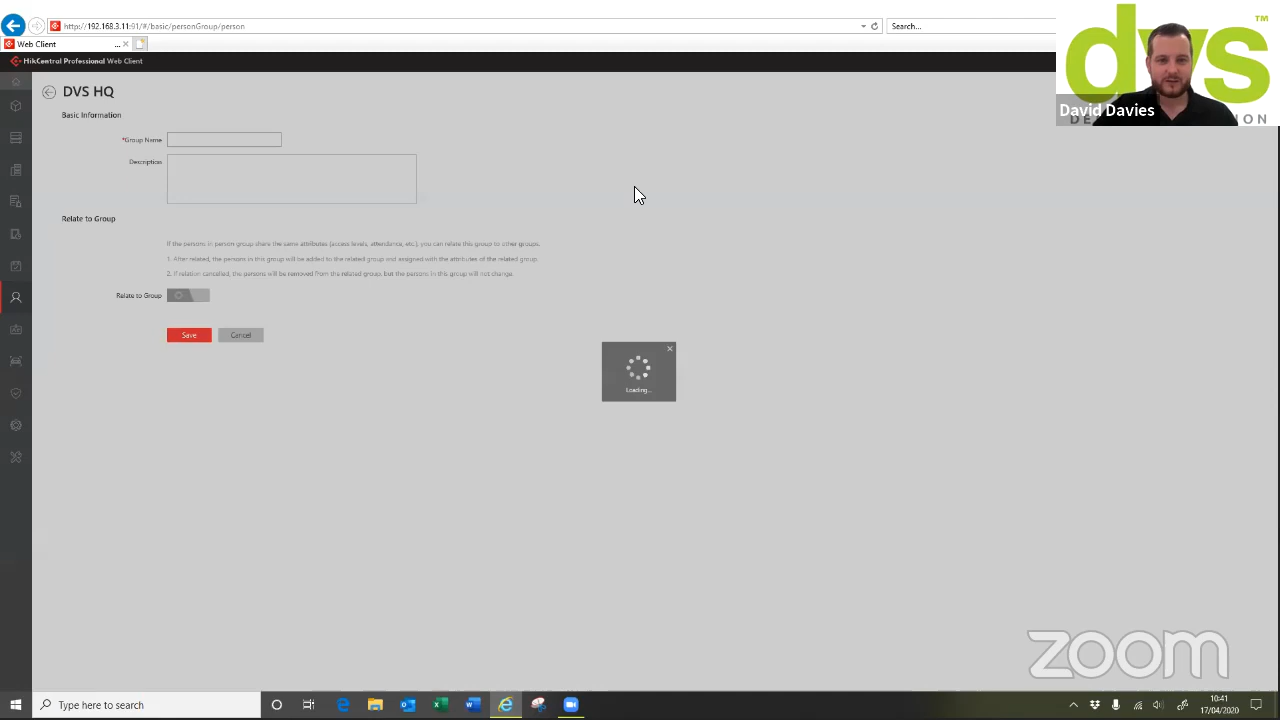 http://192.168.3.11:91/#/basic/personGroup/person
Search...
Web Client
...
HikCentral Professional Web Client
DVS HQ
Basic Information
*Group Name
Description
Relate to Group
If the persons in person group share the same attributes (access levels, attendance, etc.), you can relate this group to other groups.
1. After related, the persons in this group will be added to the related group and assigned with the attributes of the related group.
2. If relation cancelled, the persons will be removed from the related group, but the persons in this group will not change.
Relate to Group
Save
Cancel
Loading...
dvs
TM
David Davies
zoom
Type here to search
10:41
17/04/2020